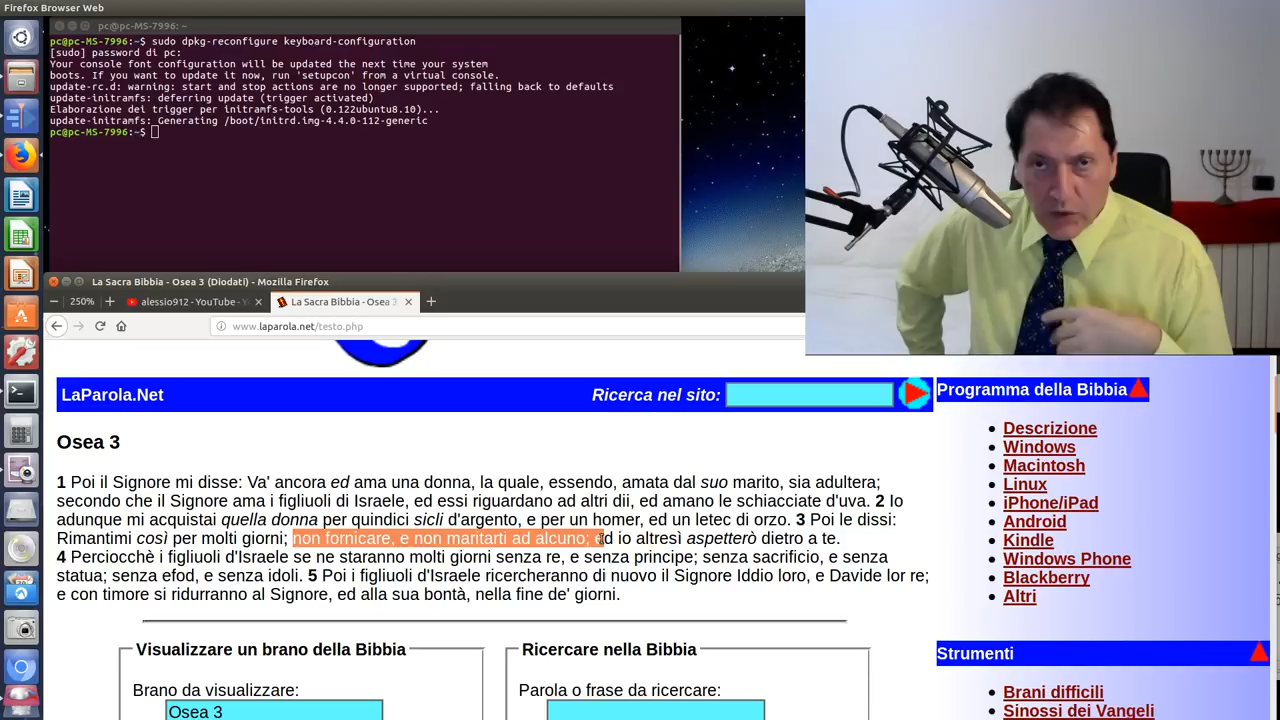 Firefox Browser Web
pc@pc-MS-7996: ~
pc@pc-MS-7996:~$ sudo dpkg-reconfigure keyboard-configuration
[sudo] password di pc:
Your console font configuration will be updated the next time your system
boots. If you want to update it now, run 'setupcon' from a virtual console.
update-rc.d: warning: start and stop actions are no longer supported; falling back to defaults
update-initramfs: deferring update (trigger activated)
Elaborazione dei trigger per initramfs-tools (0.122ubuntu8.10)...
update-initramfs: Generating /boot/initrd.img-4.4.0-112-generic
pc@pc-MS-7996:~$
La Sacra Bibbia - Osea 3 (Diodati) - Mozilla Firefox
250%
alessio912 - YouTube - Y
La Sacra Bibbia - Osea 3
www.laparola.net/testo.php
LaParola.Net
Ricerca nel sito:
Osea 3
1 Poi il Signore mi disse: Va' ancora ed ama una donna, la quale, essendo, amata dal suo marito, sia adultera;
secondo che il Signore ama i figliuoli di Israele, ed essi riguardano ad altri dii, ed amano le schiacciate d'uva. 2 Io
adunque mi acquistai quella donna per quindici sicli d'argento, e per un homer, ed un letec di orzo. 3 Poi le dissi:
Rimantimi così per molti giorni; non fornicare, e non maritarti ad alcuno; ed io altresì aspetterò dietro a te.
4 Perciocchè i figliuoli d'Israele se ne staranno molti giorni senza re, e senza principe; senza sacrificio, e senza
statua; senza efod, e senza idoli. 5 Poi i figliuoli d'Israele ricercheranno di nuovo il Signore Iddio loro, e Davide lor re;
e con timore si ridurranno al Signore, ed alla sua bontà, nella fine de' giorni.
Visualizzare un brano della Bibbia
Brano da visualizzare:
Osea 3
Ricercare nella Bibbia
Parola o frase da ricercare:
Programma della Bibbia
Descrizione
Windows
Macintosh
Linux
iPhone/iPad
Android
Kindle
Windows Phone
Blackberry
Altri
Strumenti
Brani difficili
Sinossi dei Vangeli